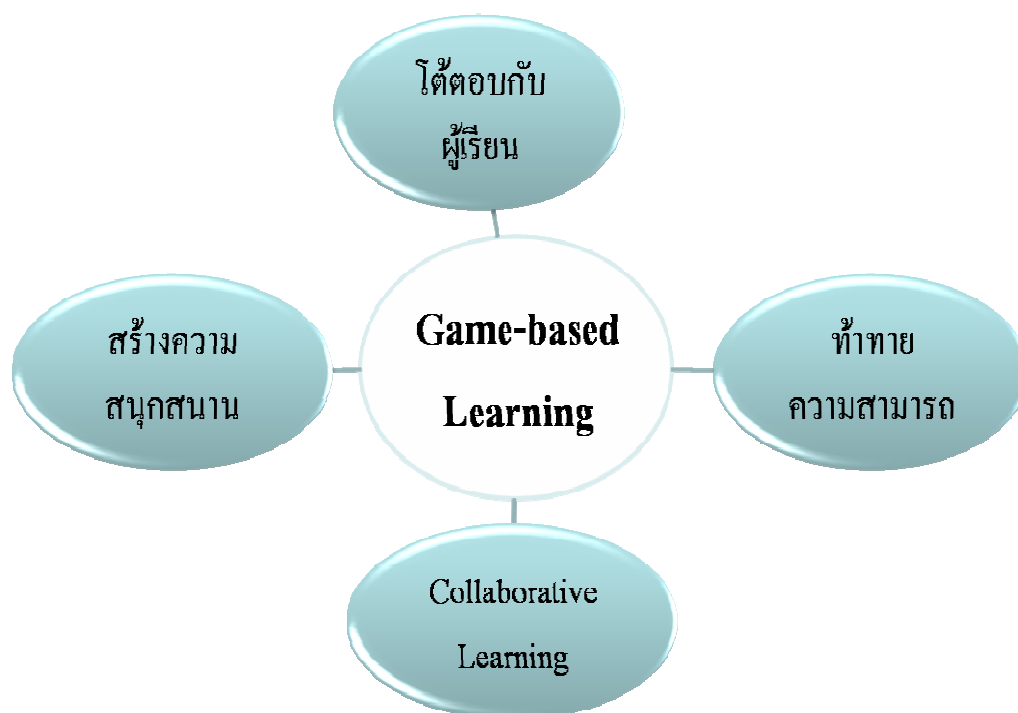 โต้ตอบกับ
ผู้เรียน
สร้างความ
สนุกสนาน
Game-based
Learning
ท้าทาย
ความสามารถ
Collaborative
Learning